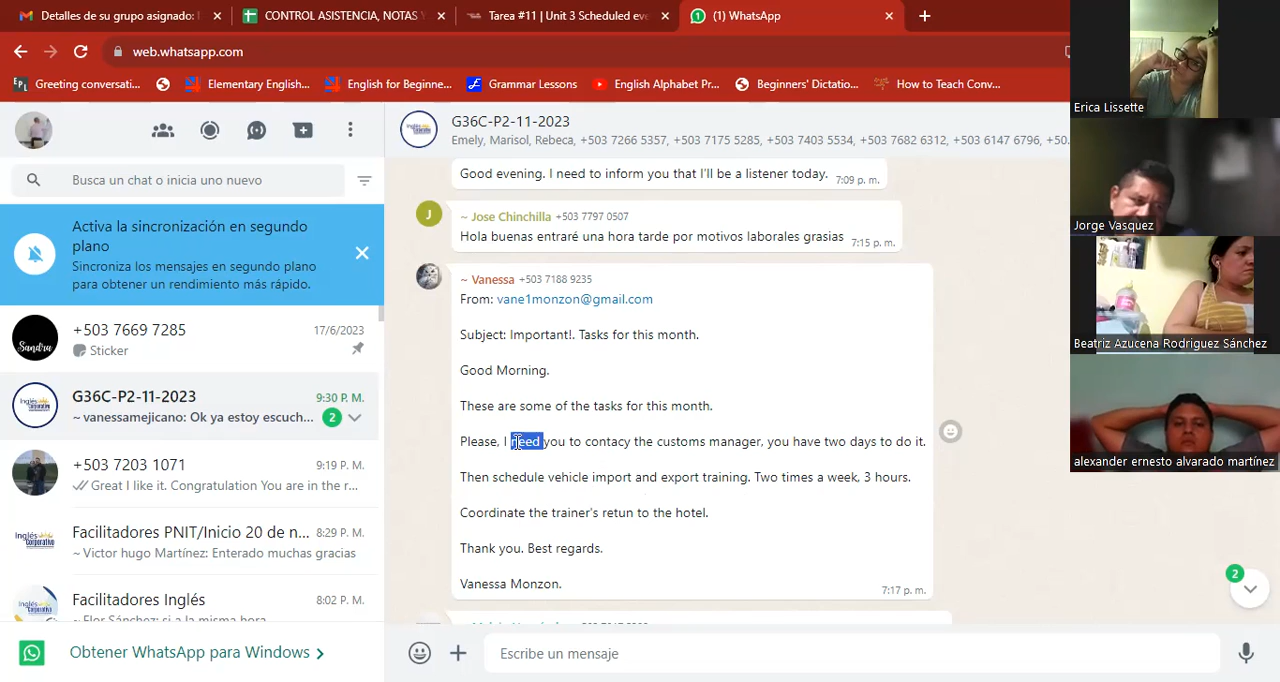 Detalles de su grupo asignado:
CONTROL ASISTENCIA, NOTAS Y
Tarea #11 | Unit 3 Scheduled eve
(1) WhatsApp
web.whatsapp.com
Greeting conversati...
Elementary English...
English for Beginne...
Grammar Lessons
English Alphabet Pr...
Beginners' Dictatio...
How to Teach Conv...
Busca un chat o inicia uno nuevo
Activa la sincronización en segundo
plano
Sincroniza los mensajes en segundo
plano para obtener un rendimiento más
rápido.
+503 7669 7285
17/6/2023
Sticker
Sandra
G36C-P2-11-2023
9:30 P. M.
~ vanessamejicano: Ok ya estoy escuch...
2
+503 7203 1071
9:19 P. M.
Great I like it. Congratulation You are in the r...
Facilitadores PNIT/Inicio 20 de n...
8:29 P. M.
~ Victor hugo Martínez: Enterado muchas gracias
Facilitadores Inglés
8:02 P. M.
~ Flor Sánchez: si a la misma hora
Obtener WhatsApp para Windows
G36C-P2-11-2023
Emely, Marisol, Rebeca, +503 7266 5357, +503 7175 5285, +503 7403 5534, +503 7682 6312, +503 6147 6796, +50...
Good evening. I need to inform you that I'll be a listener today.
7:09 p. m.
J
~ Jose Chinchilla +503 7797 0507
Hola buenas entraré una hora tarde por motivos laborales grasias
7:15 p. m.
~ Vanessa +503 7188 9235
From: vane1monzon@gmail.com
Subject: Important!. Tasks for this month.
Good Morning.
These are some of the tasks for this month.
Please, I need you to contacy the customs manager, you have two days to do it.
Then schedule vehicle import and export training. Two times a week, 3 hours.
Coordinate the trainer's retun to the hotel.
Thank you. Best regards.
Vanessa Monzon.
7:17 p. m.
2
Escribe un mensaje
Erica Lissette
Jorge Vasquez
Beatriz Azucena Rodriguez Sánchez
alexander ernesto alvarado martínez